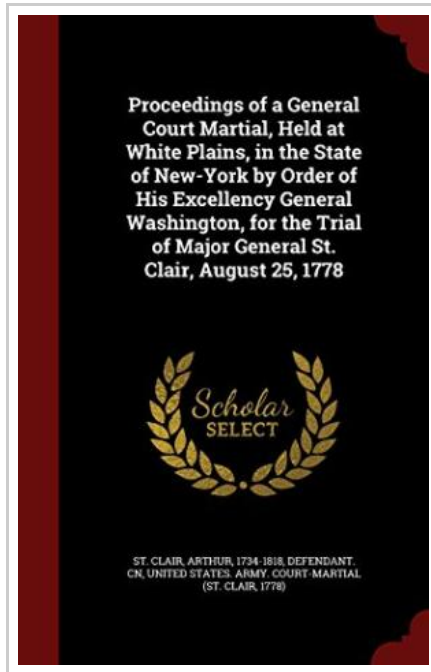 Proceedings of a General
Court Martial, Held at
White Plains, in the State
of New-York by Order of
His Excellency General
Washington, for the Trial
of Major General St.
Clair, August 25, 1778
Scholar
SELECT
ST. CLAIR, ARTHUR, 1734-1818, DEFENDANT.
CN, UNITED STATES. ARMY. COURT-MARTIAL
(ST. CLAIR, 1778)